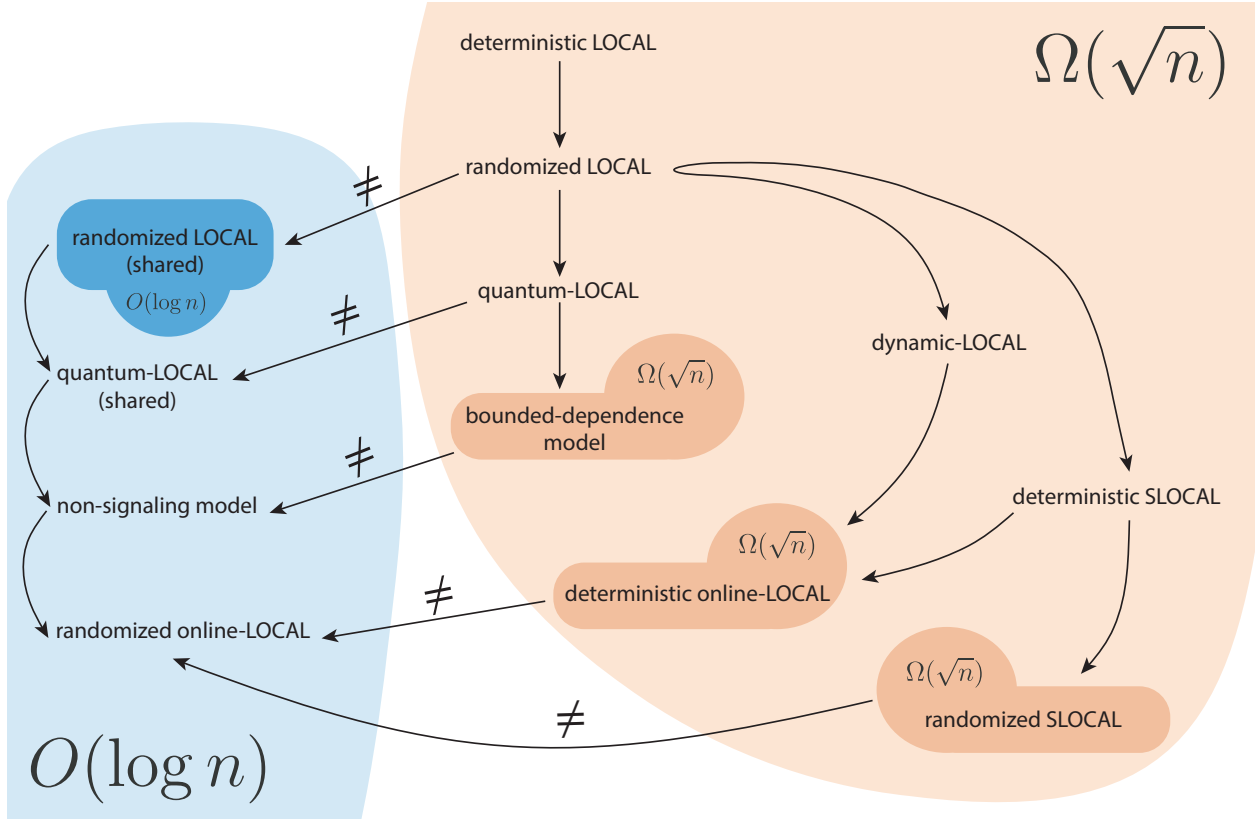 deterministic LOCAL
Ω(√n)
randomized LOCAL
≠
randomized LOCAL
(shared)
O(log n)
quantum-LOCAL
≠
dynamic-LOCAL
quantum-LOCAL
(shared)
Ω(√n)
bounded-dependence
model
≠
non-signaling model
deterministic SLOCAL
Ω(√n)
deterministic online-LOCAL
≠
randomized online-LOCAL
Ω(√n)
randomized SLOCAL
≠
O(log n)